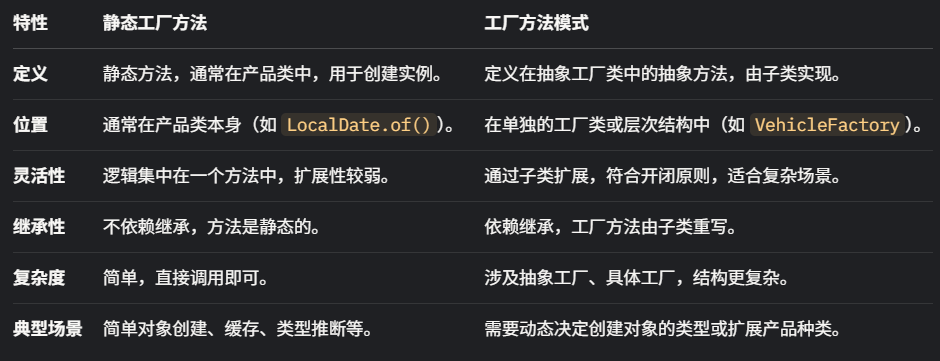 特性 静态工厂方法 工厂方法模式
定义 静态方法，通常在产品类中，用于创建实例。 定义在抽象工厂类中的抽象方法，由子类实现。
位置 通常在产品类本身（如 LocalDate.of()）。 在单独的工厂类或层次结构中（如 VehicleFactory）。
灵活性 逻辑集中在一个方法中，扩展性较弱。 通过子类扩展，符合开闭原则，适合复杂场景。
继承性 不依赖继承，方法是静态的。 依赖继承，工厂方法由子类重写。
复杂度 简单，直接调用即可。 涉及抽象工厂、具体工厂，结构更复杂。
典型场景 简单对象创建、缓存、类型推断等。 需要动态决定创建对象的类型或扩展产品种类。